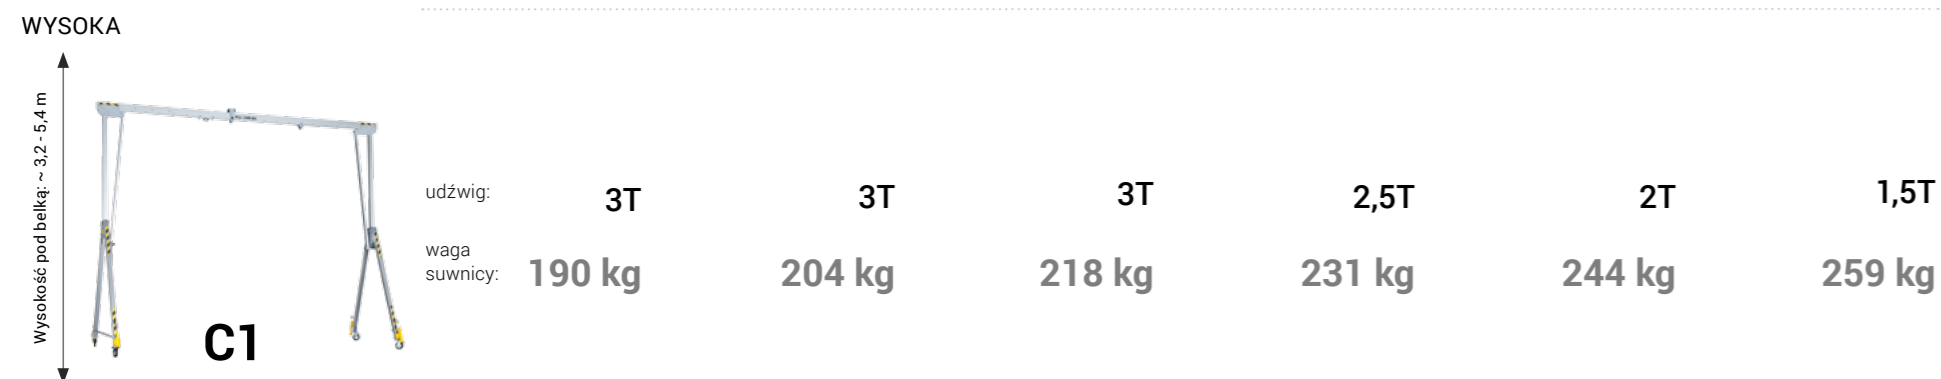 WYSOKA
Wysokość pod belką: ~ 3,2 - 5,4 m
C1
udźwig: 3T 3T 3T 2,5T 2T 1,5T
waga
suwnicy: 190 kg 204 kg 218 kg 231 kg 244 kg 259 kg